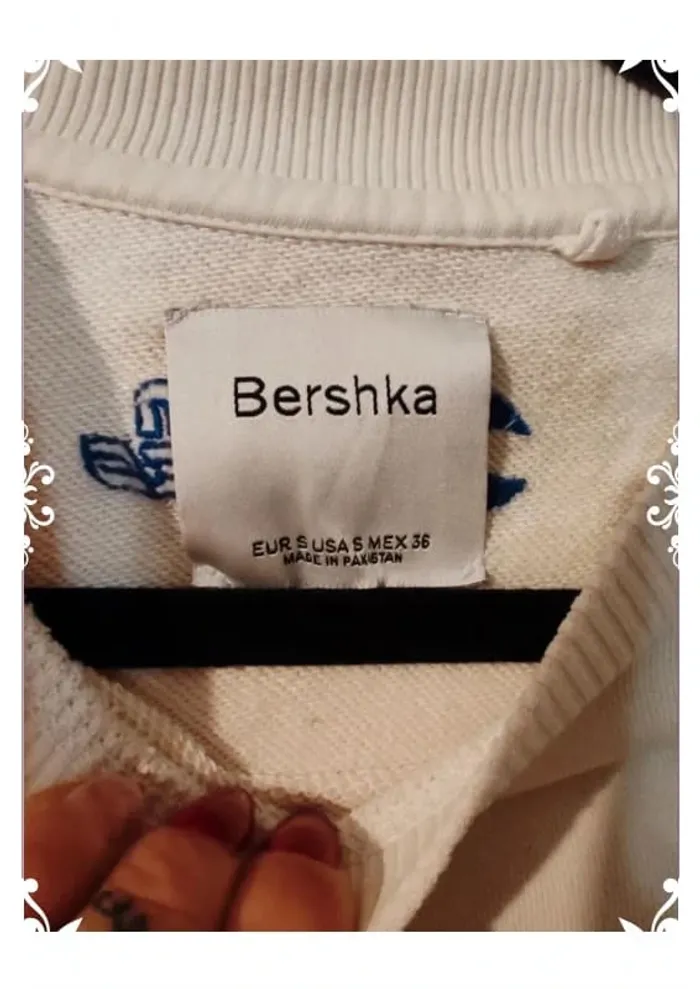 Bershka
EUR S USA S MEX 36
MADE IN PAKISTAN